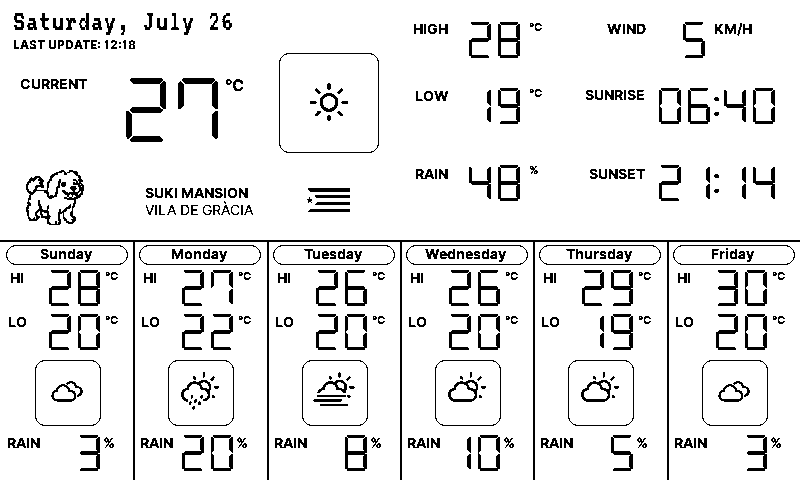 Saturday, July 26
LAST UPDATE: 12:18
CURRENT 27 °C
SUKI MANSION
VILA DE GRÀCIA
HIGH 28 °C
LOW 19 °C
RAIN 48 %
WIND 5 KM/H
SUNRISE 06:40
SUNSET 21:14
Sunday
HI 28 °C
LO 20 °C
RAIN 3 %
Monday
HI 27 °C
LO 22 °C
RAIN 20 %
Tuesday
HI 26 °C
LO 20 °C
RAIN 8 %
Wednesday
HI 26 °C
LO 20 °C
RAIN 10 %
Thursday
HI 29 °C
LO 19 °C
RAIN 5 %
Friday
HI 30 °C
LO 20 °C
RAIN 3 %